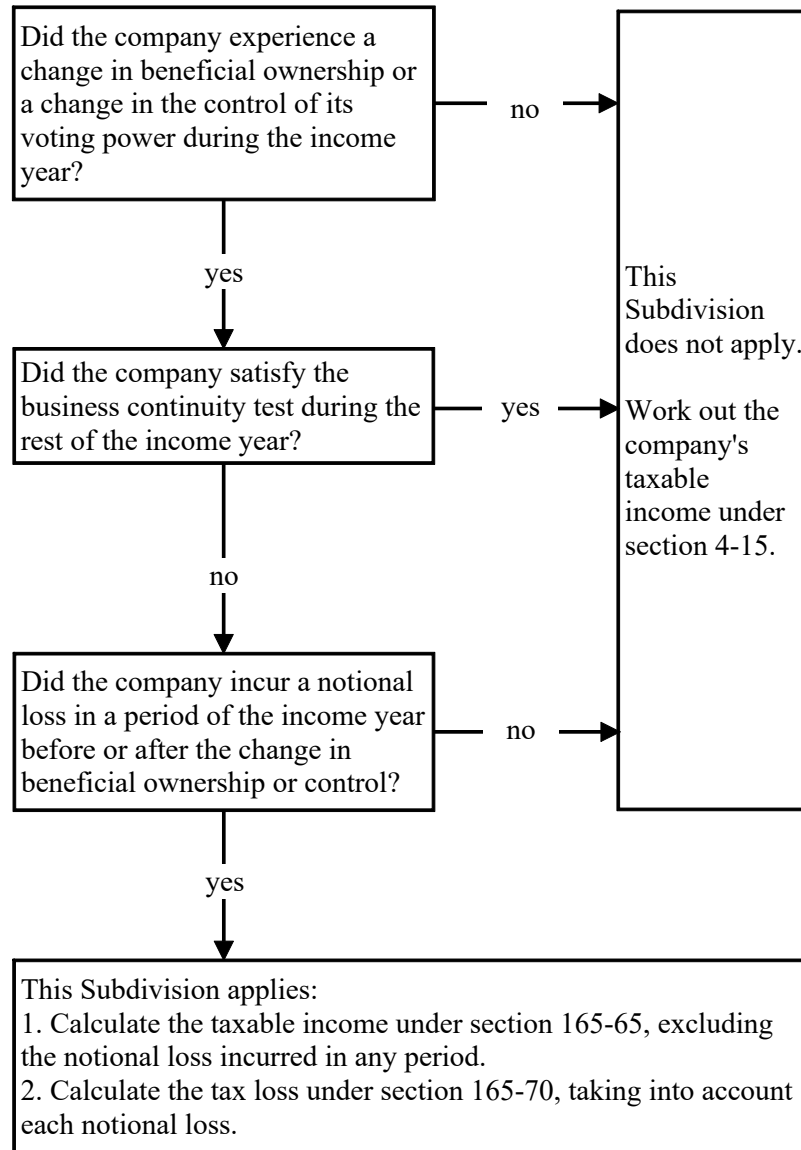 Did the company experience a
change in beneficial ownership or
a change in the control of its
voting power during the income
year?
no
yes
This
Subdivision
does not apply.
Work out the
company's
taxable
income under
section 4-15.
Did the company satisfy the
business continuity test during the
rest of the income year?
yes
no
Did the company incur a notional
loss in a period of the income year
before or after the change in
beneficial ownership or control?
no
yes
This Subdivision applies:
1. Calculate the taxable income under section 165-65, excluding
the notional loss incurred in any period.
2. Calculate the tax loss under section 165-70, taking into account
each notional loss.